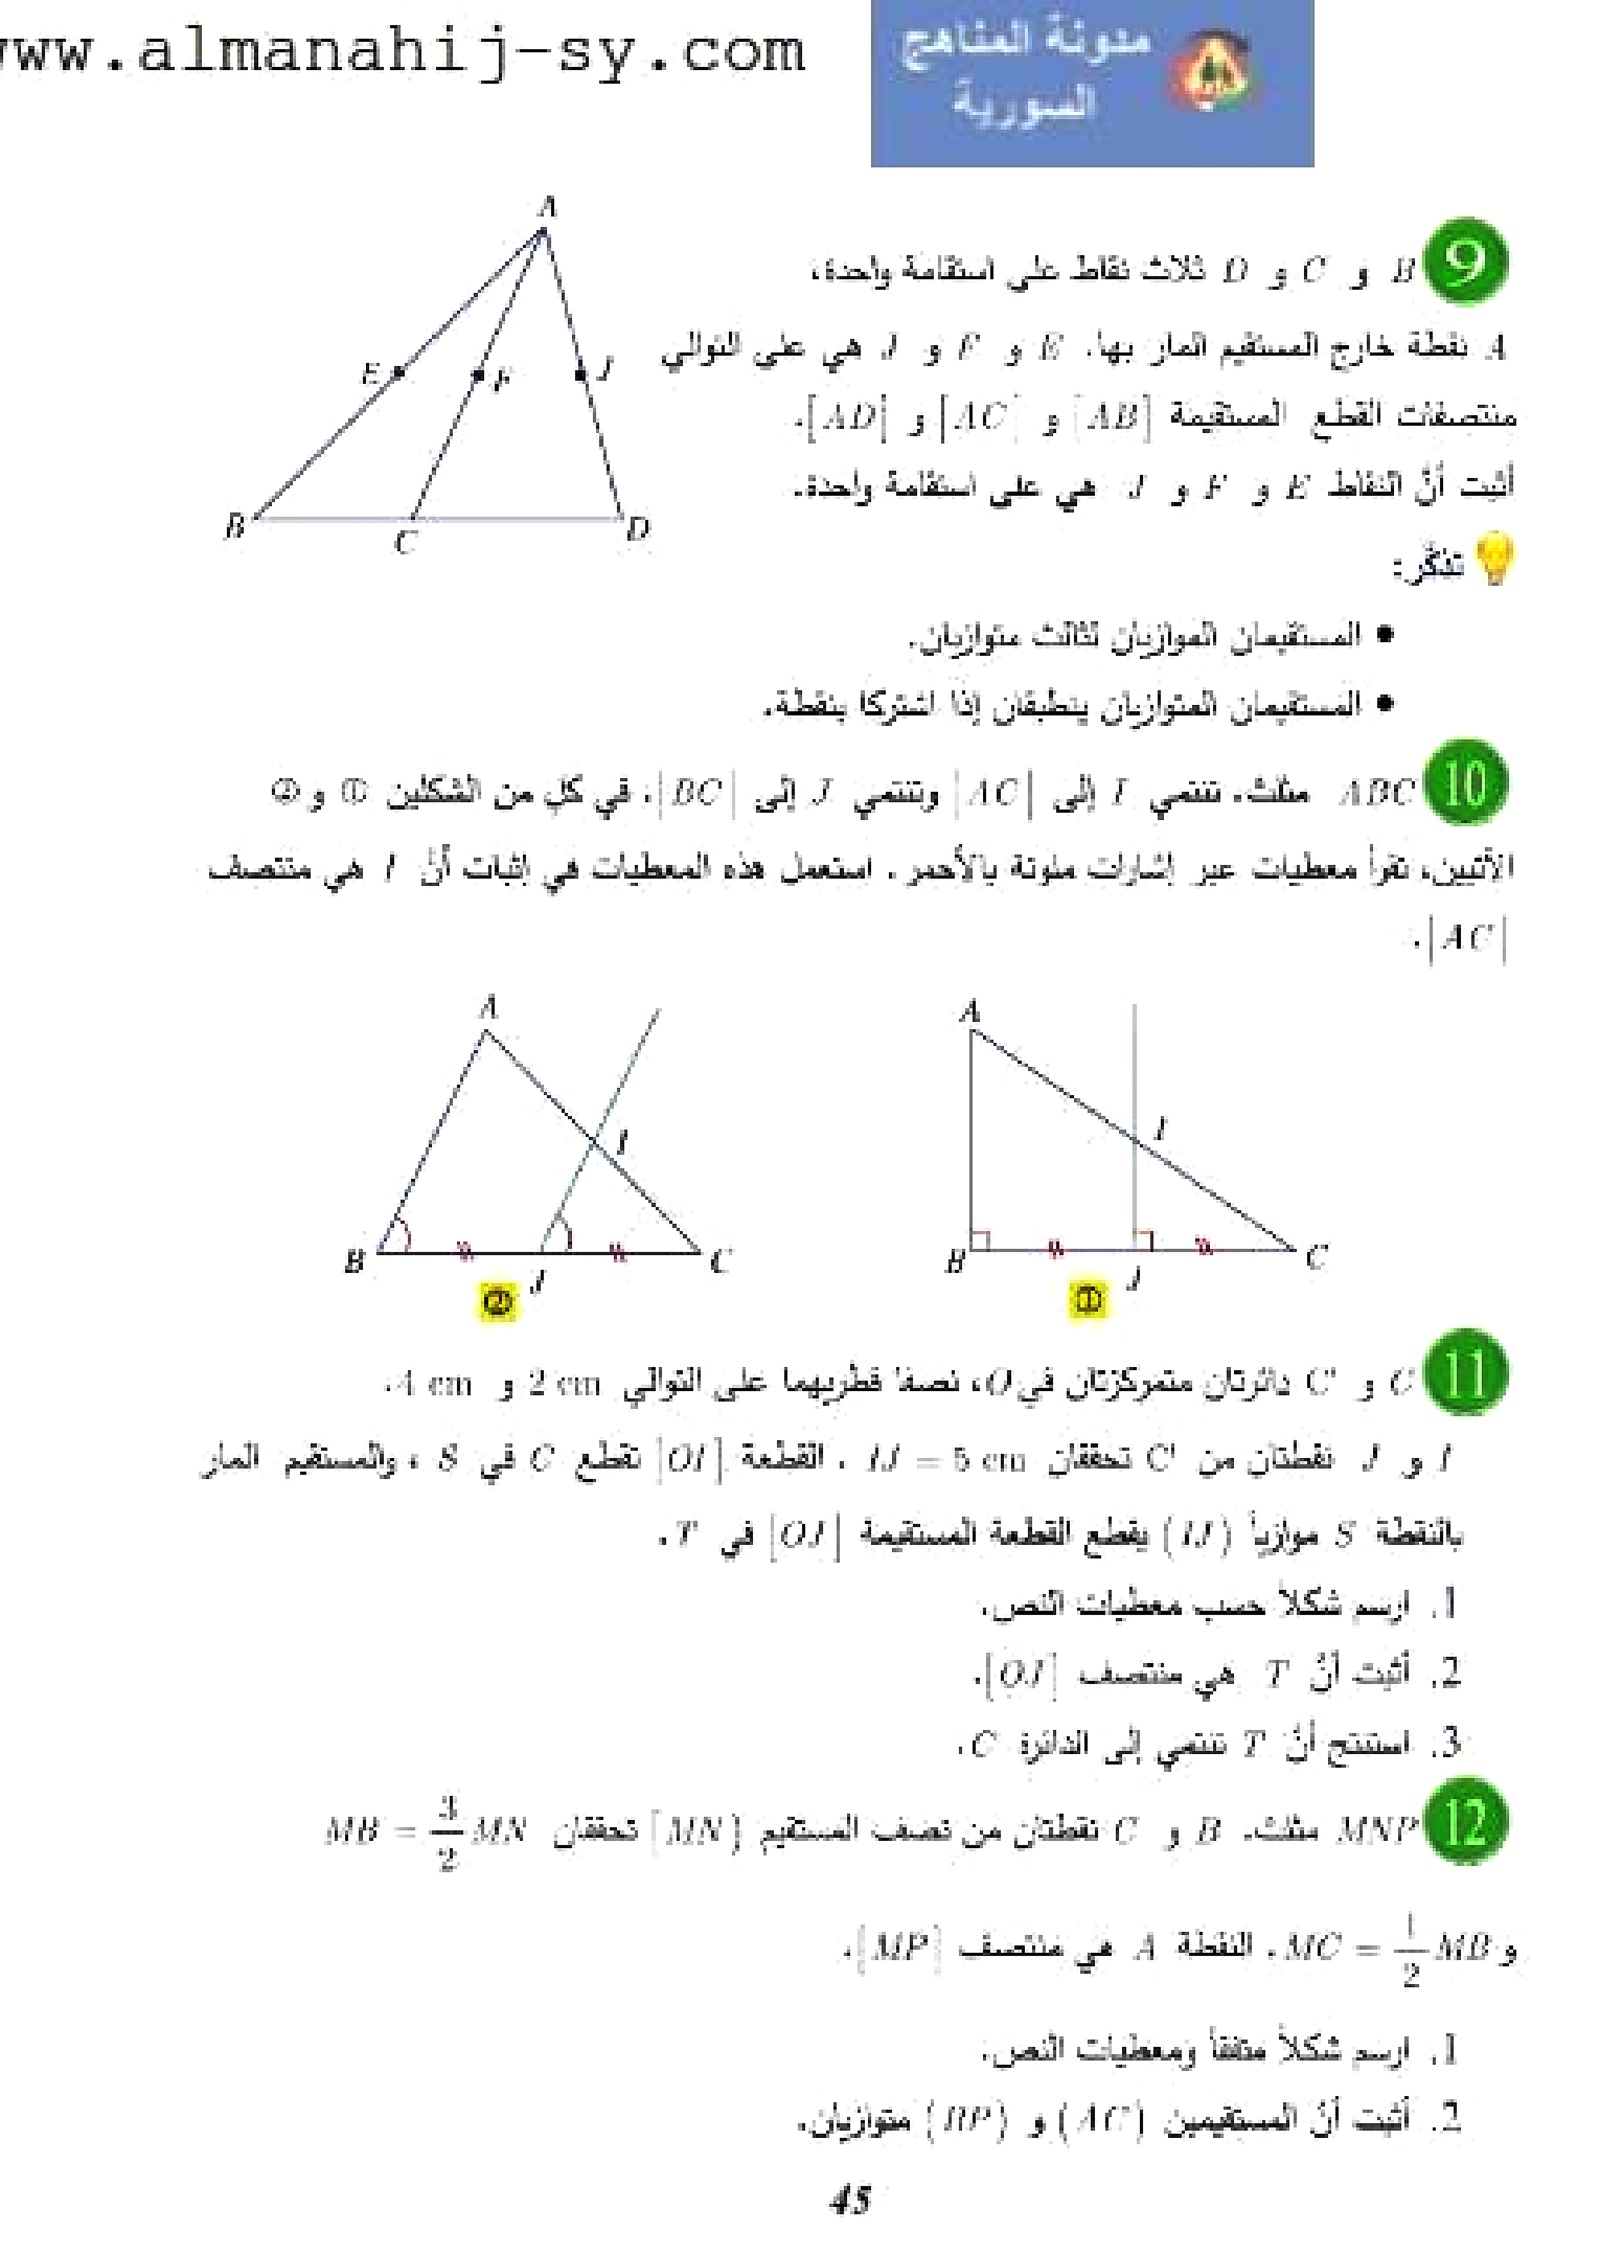 www.almanahij-sy.com
مدونة المناهج
السورية
9 B و C و D ثلاث نقاط على استقامة واحدة،
A نقطة خارج المستقيم المار بها. E و F و J هي على التوالي
منتصفات القطع المستقيمة [AB] و [AC] و [AD].
أثبت أنّ النقاط E و F و J هي على استقامة واحدة.
A
E
F
J
B
C
D
تذكّر:
• المستقيمان الموازيان لثالث متوازيان.
• المستقيمان المتوازيان ينطبقان إذا اشتركا بنقطة.
10 ABC مثلث. تنتمي I إلى [AC] وتنتمي J إلى [BC]. في كلٍ من الشكلين ① و ②
الآتيين، تقرأ معطيات عبر إشارات ملونة بالأحمر. استعمل هذه المعطيات في إثبات أنّ I هي منتصف
[AC].
A
I
B
J
C
①
A
I
B
J
C
②
11 C و C' دائرتان متمركزتان في O، نصفا قطريهما على التوالي 2 cm و 4 cm.
I و J نقطتان من C' تحققان IJ = 5 cm . القطعة [OI] تقطع C في S ، والمستقيم المار
بالنقطة S موازياً (IJ) يقطع القطعة المستقيمة [OJ] في T .
1. ارسم شكلاً حسب معطيات النص.
2. أثبت أنّ T هي منتصف [OJ].
3. استنتج أنّ T تنتمي إلى الدائرة C.
12 MNP مثلث. B و C نقطتان من نصف المستقيم [MN) تحققان MB = 3/2 MN
و MC = 1/2 MB. النقطة A هي منتصف [MP].
1. ارسم شكلاً متفقاً ومعطيات النص.
2. أثبت أنّ المستقيمين (AC) و (BP) متوازيان.
45